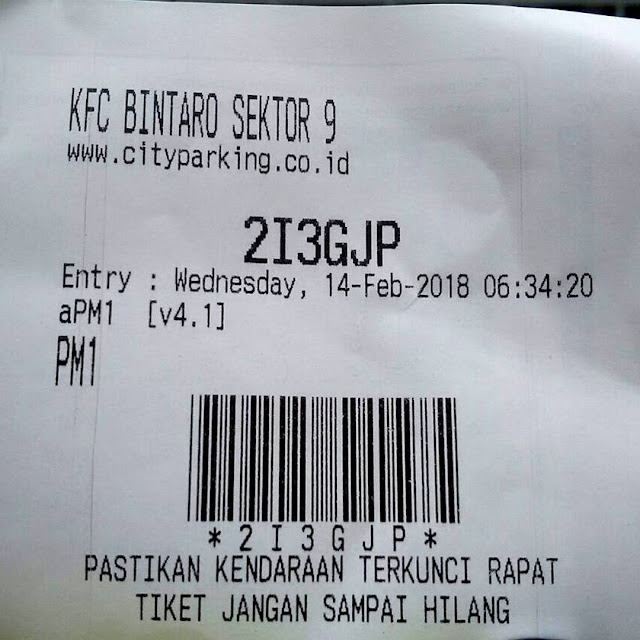 KFC BINTARO SEKTOR 9
www.cityparking.co.id
2I3GJP
Entry : Wednesday, 14-Feb-2018 06:34:20
aPM1 [v4.1]
PM1
*2I3GJP*
PASTIKAN KENDARAAN TERKUNCI RAPAT
TIKET JANGAN SAMPAI HILANG